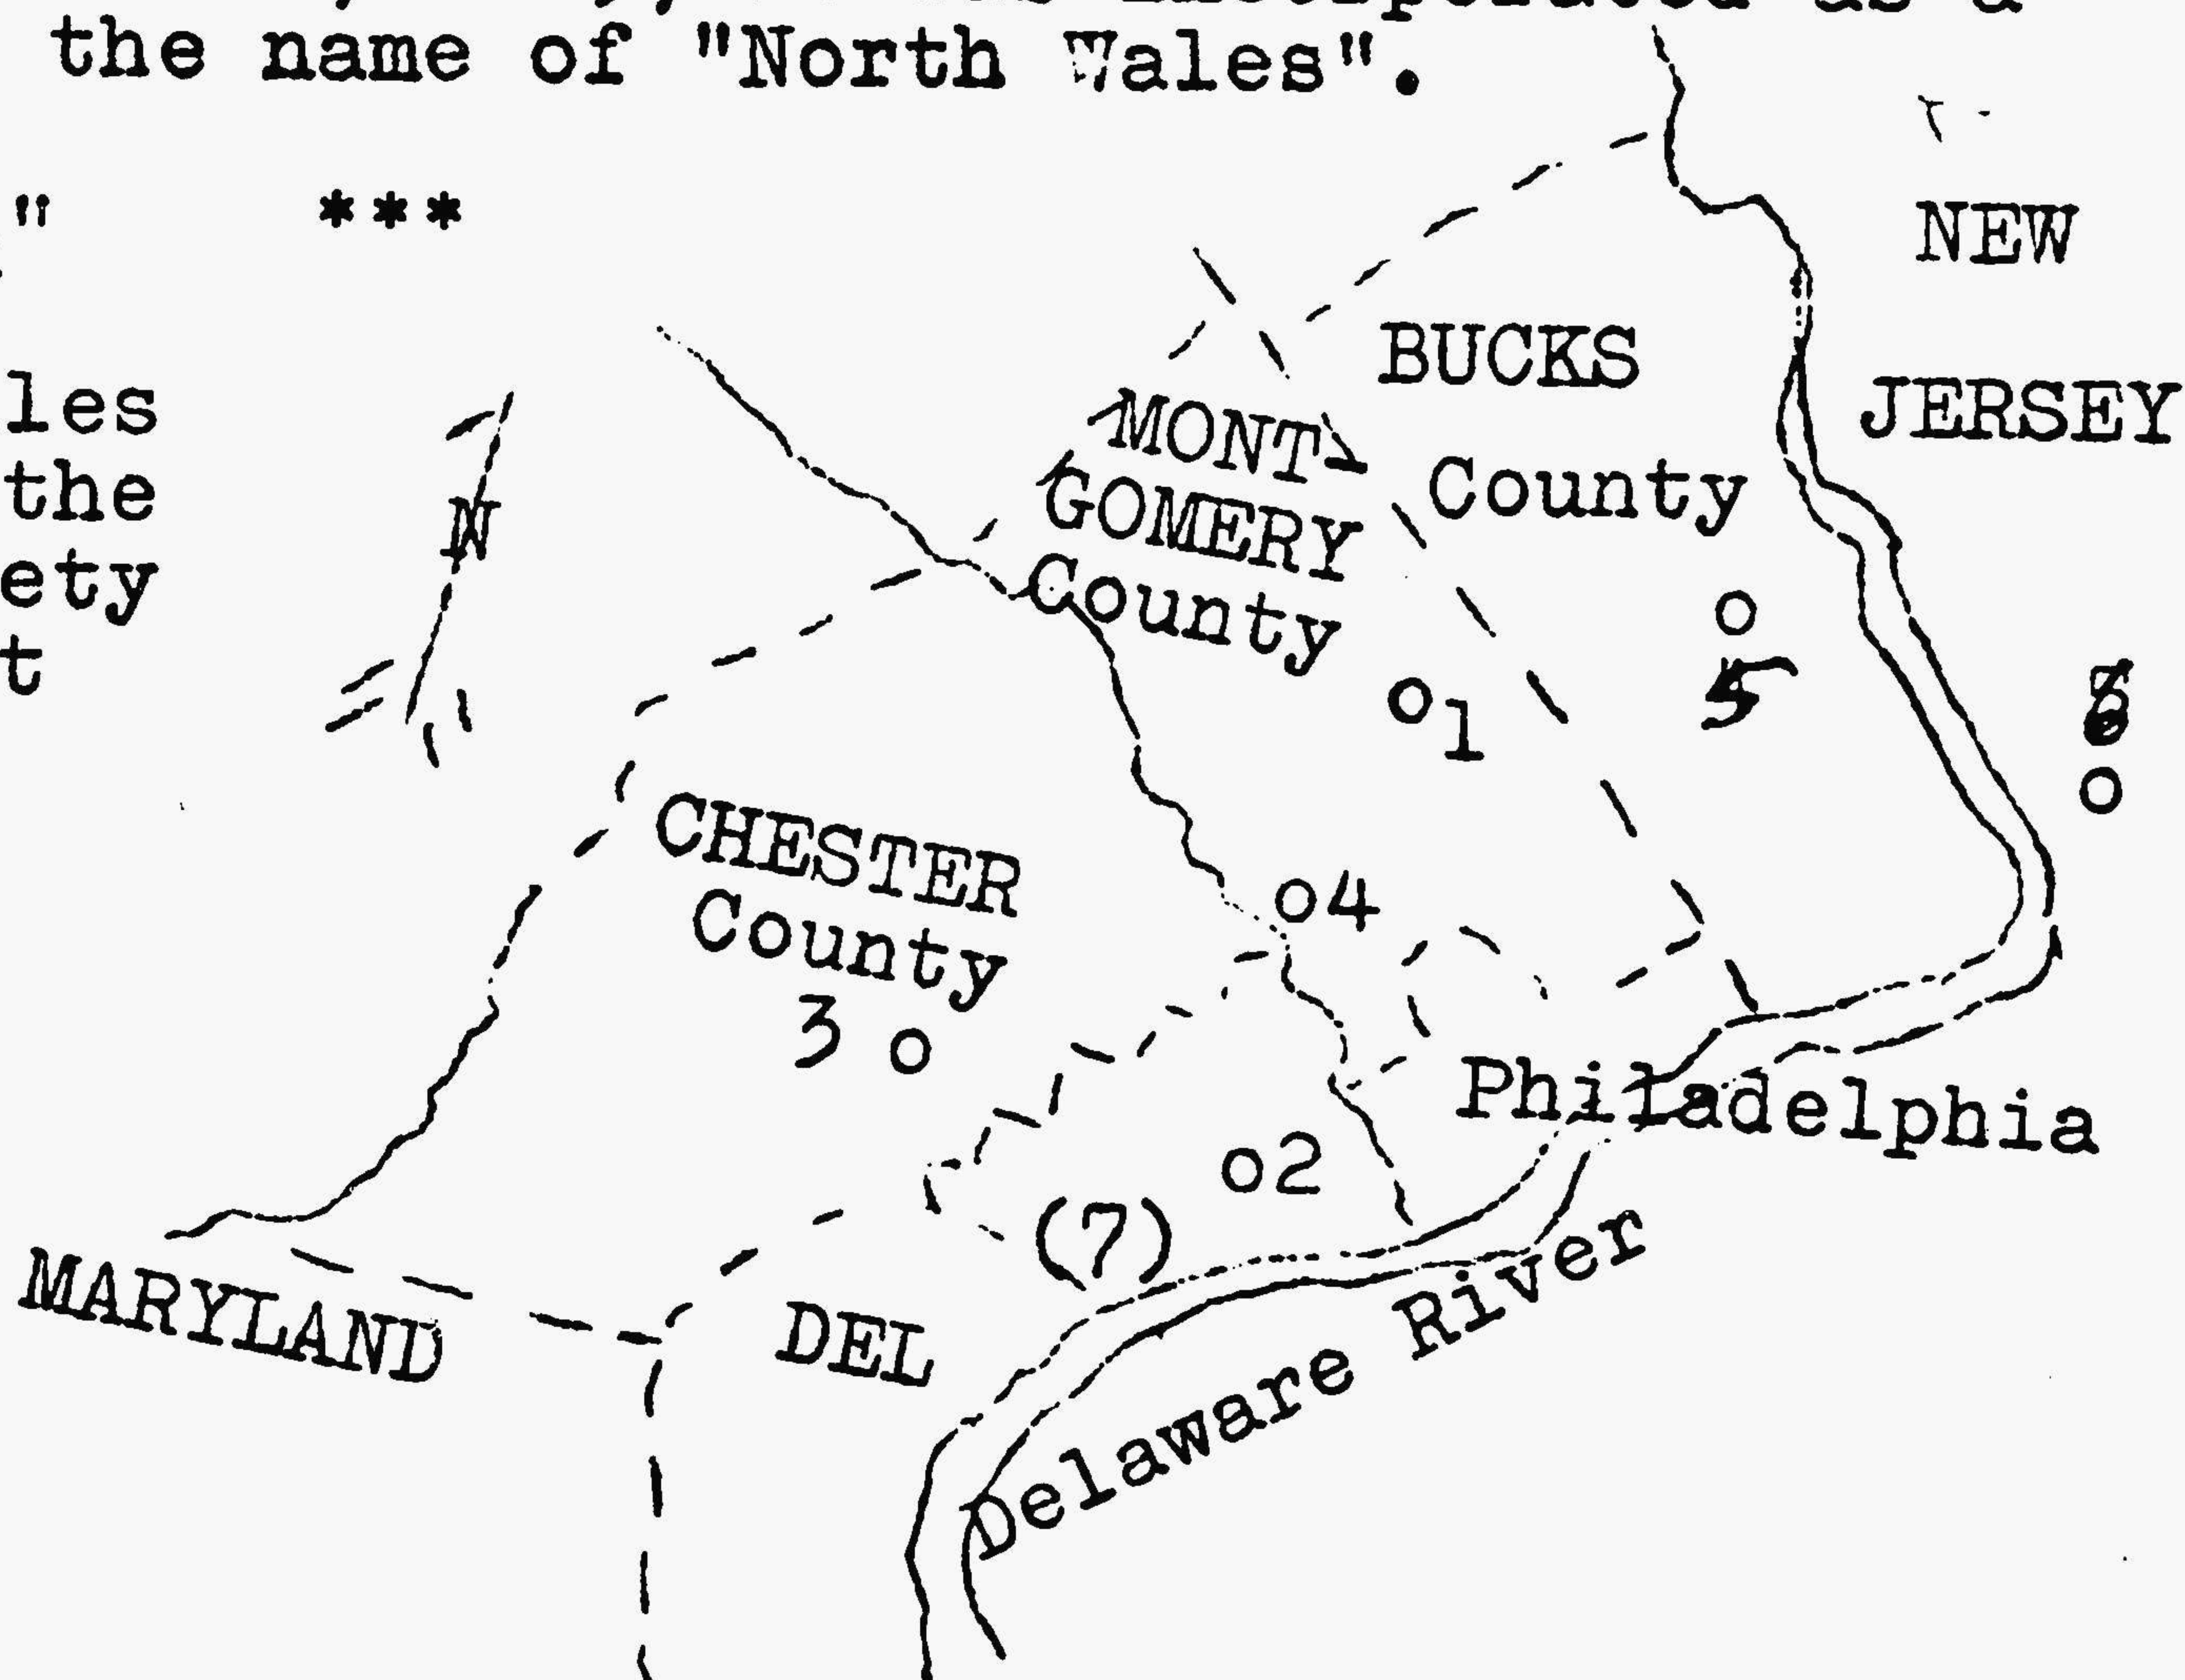 the name of "North Wales".
" ***
NEW
BUCKS
les
JERSEY
MONT-
the
County
GOMERY
N
ety
County
o
t
5
o1
o
CHESTER
County
o4
3 o
Philadelphia
o2
(7)
MARYLAND
DEL
Delaware River